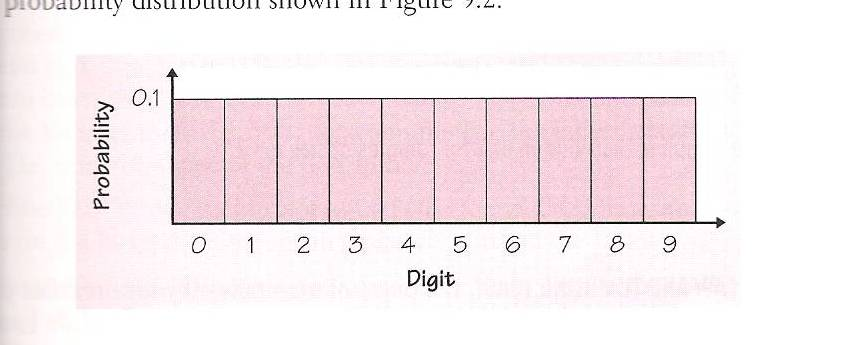 probability distribution shown in Figure 9.2.
Probability
0.1
0 1 2 3 4 5 6 7 8 9
Digit